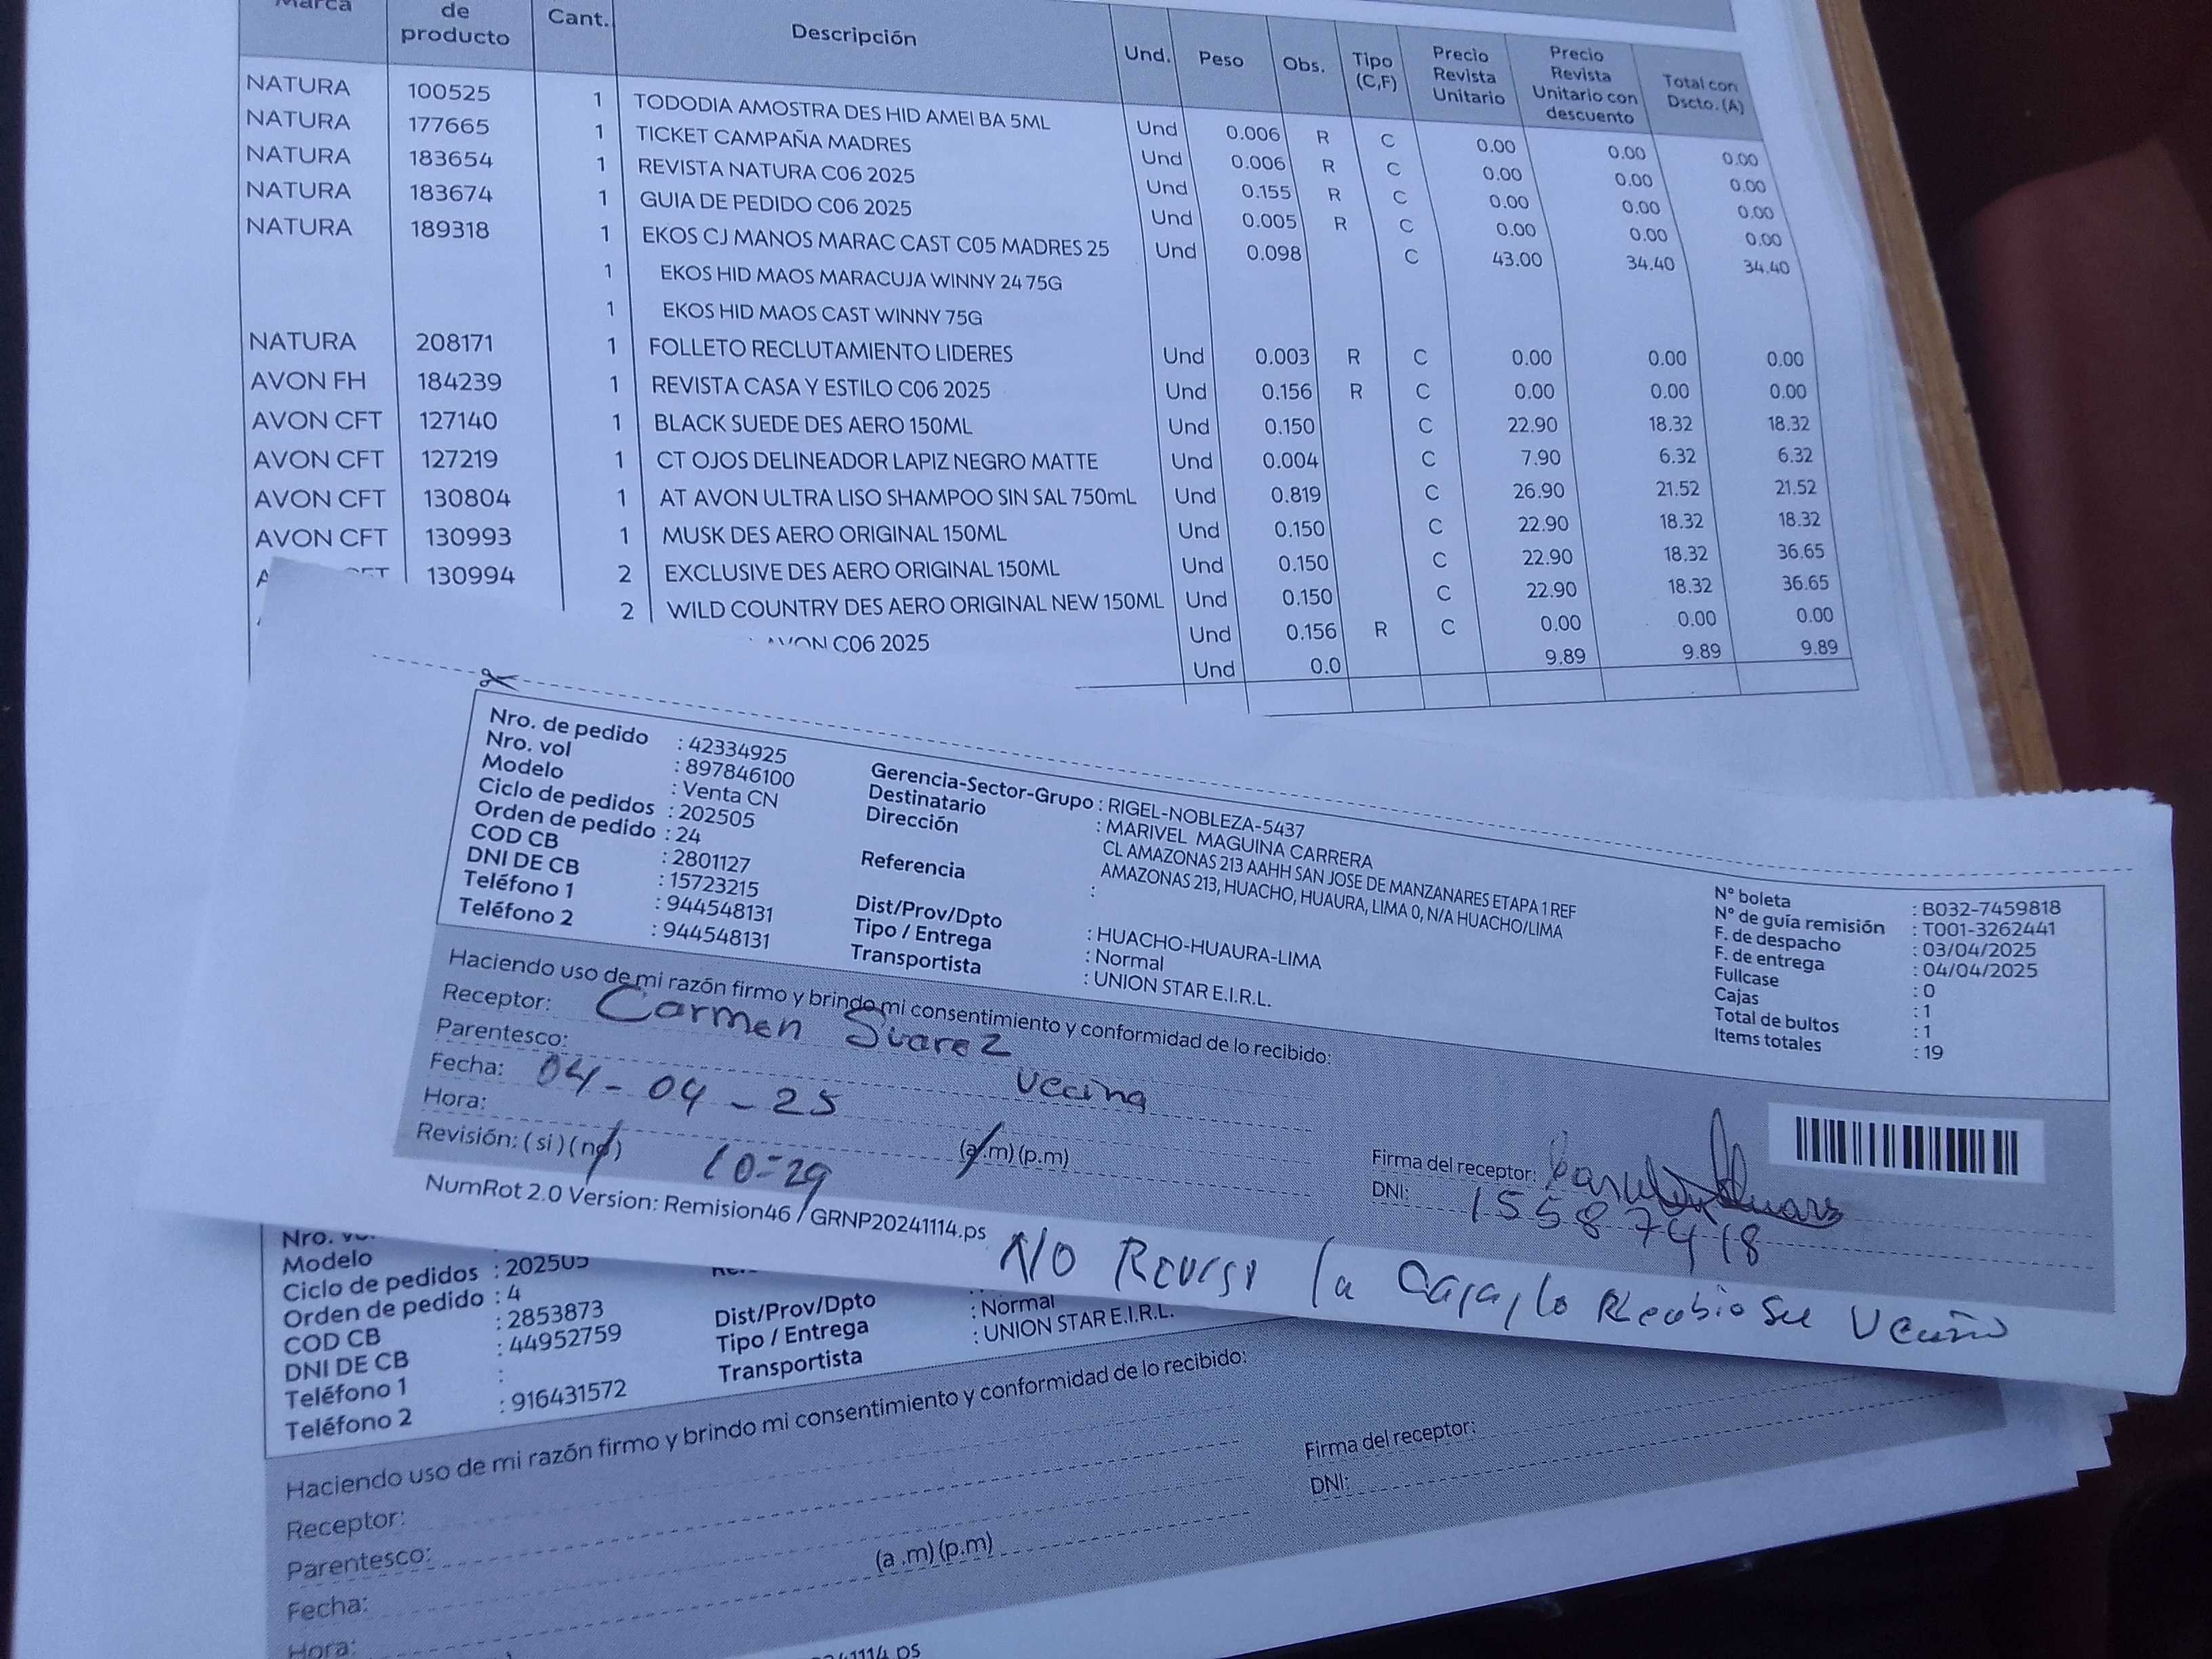 Marca de producto Cant. Descripción Und. Peso Obs. Tipo (C,F) Precio Revista Unitario Precio Revista Unitario con descuento Total con Dscto. (A)
NATURA 100525 1 TODODIA AMOSTRA DES HID AMEI BA 5ML Und 0.006 R C 0.00 0.00 0.00
NATURA 177665 1 TICKET CAMPAÑA MADRES Und 0.006 R C 0.00 0.00 0.00
NATURA 183654 1 REVISTA NATURA C06 2025 Und 0.155 R C 0.00 0.00 0.00
NATURA 183674 1 GUIA DE PEDIDO C06 2025 Und 0.005 R C 0.00 0.00 0.00
NATURA 189318 1 EKOS CJ MANOS MARAC CAST C05 MADRES 25 Und 0.098 C 43.00 34.40 34.40
1 EKOS HID MAOS MARACUJA WINNY 24 75G
1 EKOS HID MAOS CAST WINNY 75G
NATURA 208171 1 FOLLETO RECLUTAMIENTO LIDERES Und 0.003 R C 0.00 0.00 0.00
AVON FH 184239 1 REVISTA CASA Y ESTILO C06 2025 Und 0.156 R C 0.00 0.00 0.00
AVON CFT 127140 1 BLACK SUEDE DES AERO 150ML Und 0.150 C 22.90 18.32 18.32
AVON CFT 127219 1 CT OJOS DELINEADOR LAPIZ NEGRO MATTE Und 0.004 C 7.90 6.32 6.32
AVON CFT 130804 1 AT AVON ULTRA LISO SHAMPOO SIN SAL 750mL Und 0.819 C 26.90 21.52 21.52
AVON CFT 130993 1 MUSK DES AERO ORIGINAL 150ML Und 0.150 C 22.90 18.32 18.32
130994 2 EXCLUSIVE DES AERO ORIGINAL 150ML Und 0.150 C 22.90 18.32 36.65
2 WILD COUNTRY DES AERO ORIGINAL NEW 150ML Und 0.150 C 22.90 18.32 36.65
AVON C06 2025 Und 0.156 R C 0.00 0.00 0.00
Und 0.0 9.89 9.89 9.89
Nro. de pedido : 42334925
Nro. vol : 897846100
Modelo : Venta CN
Ciclo de pedidos : 202505
Orden de pedido : 24
COD CB : 2801127
DNI DE CB : 15723215
Teléfono 1 : 944548131
Teléfono 2 : 944548131
Gerencia-Sector-Grupo : RIGEL-NOBLEZA-5437
Destinatario : MARIVEL MAGUINA CARRERA
Dirección CL AMAZONAS 213 AAHH SAN JOSE DE MANZANARES ETAPA 1 REF
AMAZONAS 213, HUACHO, HUAURA, LIMA 0, N/A HUACHO/LIMA
Referencia :
Dist/Prov/Dpto : HUACHO-HUAURA-LIMA
Tipo / Entrega : Normal
Transportista : UNION STAR E.I.R.L.
N° boleta : B032-7459818
N° de guía remisión : T001-3262441
F. de despacho : 03/04/2025
F. de entrega : 04/04/2025
Fullcase : 0
Cajas : 1
Total de bultos : 1
Items totales : 19
Haciendo uso de mi razón firmo y brindo mi consentimiento y conformidad de lo recibido:
Receptor: Carmen Suarez
Parentesco: vecina
Fecha: 04-04-25
Hora: 10=29 (a.m) (p.m)
Revisión: ( si ) ( no )
Firma del receptor:
DNI: 15587418
NumRot 2.0 Version: Remision46 / GRNP20241114.ps
No Reviso la Caja, lo Recibio su Vecino
Modelo
Ciclo de pedidos : 202505
Orden de pedido : 4
COD CB : 2853873
DNI DE CB : 44952759
Teléfono 1 :
Teléfono 2 : 916431572
Dist/Prov/Dpto
Tipo / Entrega : Normal
Transportista : UNION STAR E.I.R.L.
Haciendo uso de mi razón firmo y brindo mi consentimiento y conformidad de lo recibido:
Receptor:
Parentesco:
Fecha:
Hora: (a .m) (p.m)
Firma del receptor:
DNI: